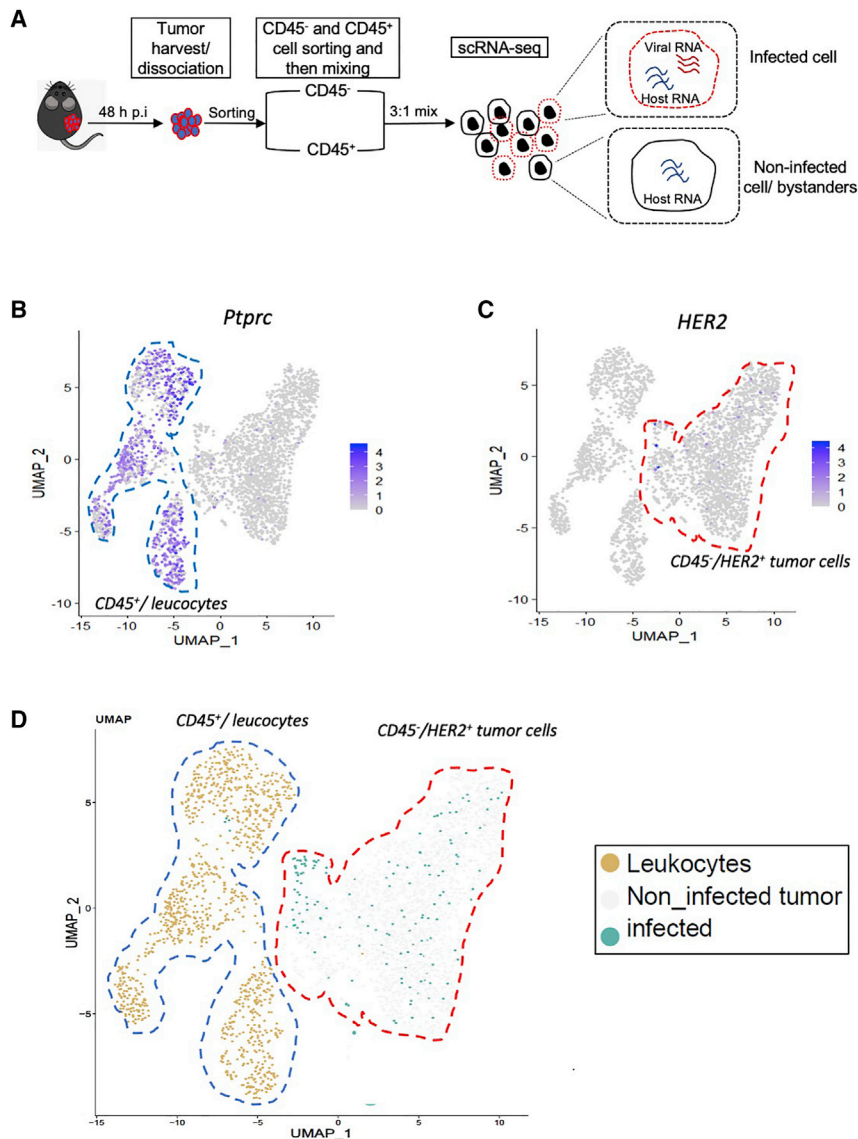 A
Tumor
harvest/
dissociation
CD45- and CD45+
cell sorting and
then mixing
scRNA-seq
48 h p.i
Sorting
CD45-
CD45+
3:1 mix
Viral RNA
Host RNA
Infected cell
Host RNA
Non-infected
cell/ bystanders
B
Ptprc
UMAP_2
5
0
-5
-10
-15
-10
-5
0
5
10
UMAP_1
4
3
2
1
0
CD45+/ leucocytes
C
HER2
UMAP_2
5
0
-5
-10
-15
-10
-5
0
5
10
UMAP_1
4
3
2
1
0
CD45-/HER2+ tumor cells
D
UMAP
CD45+/ leucocytes
CD45-/HER2+ tumor cells
UMAP_2
5
0
-5
-15
-10
-5
0
5
10
UMAP_1
Leukocytes
Non_infected tumor
infected